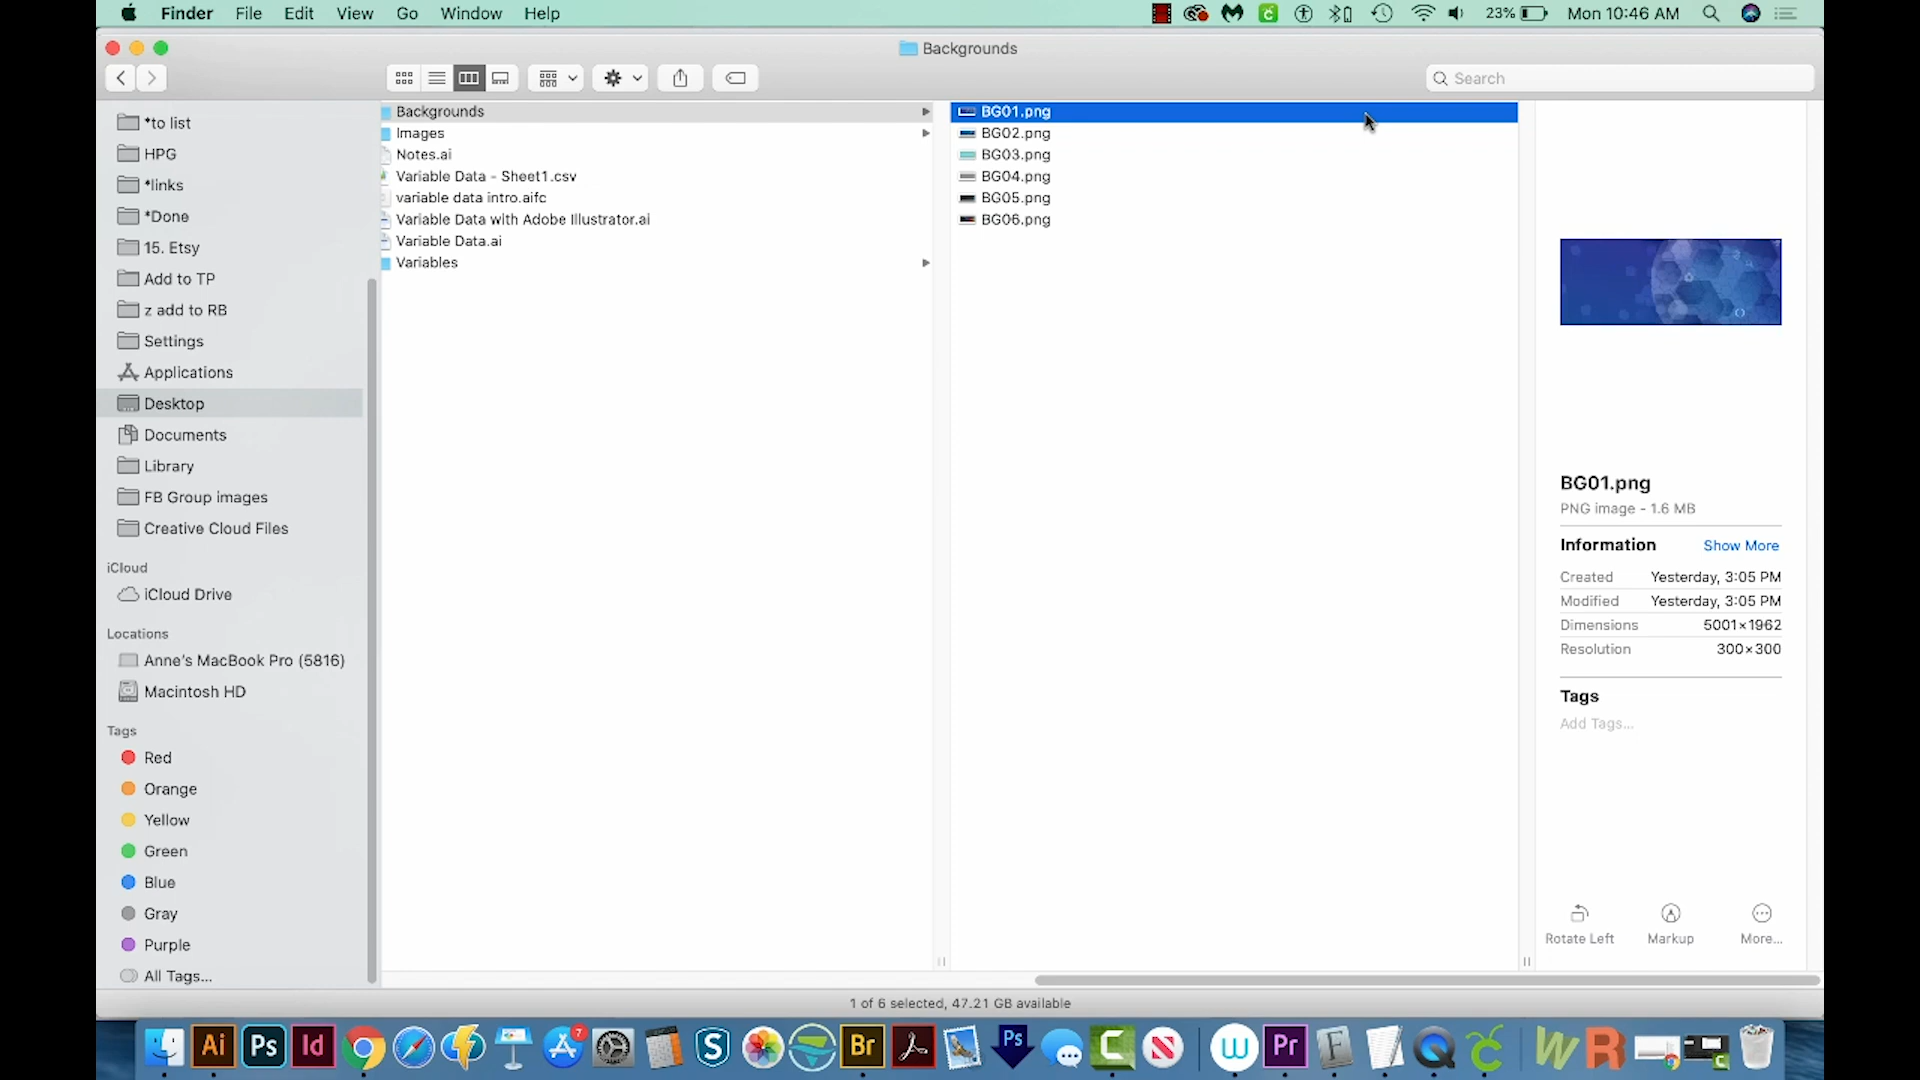 Finder File Edit View Go Window Help 23% Mon 10:46 AM
Backgrounds
Search
*to list
HPG
*links
*Done
15. Etsy
Add to TP
z add to RB
Settings
Applications
Desktop
Documents
Library
FB Group images
Creative Cloud Files
iCloud
iCloud Drive
Locations
Anne's MacBook Pro (5816)
Macintosh HD
Tags
Red
Orange
Yellow
Green
Blue
Gray
Purple
All Tags...
Backgrounds
Images
Notes.ai
Variable Data - Sheet1.csv
variable data intro.aifc
Variable Data with Adobe Illustrator.ai
Variable Data.ai
Variables
BG01.png
BG02.png
BG03.png
BG04.png
BG05.png
BG06.png
BG01.png
PNG image - 1.6 MB
Information Show More
Created Yesterday, 3:05 PM
Modified Yesterday, 3:05 PM
Dimensions 5001×1962
Resolution 300×300
Tags
Add Tags...
Rotate Left Markup More...
1 of 6 selected, 47.21 GB available
Ai Ps Id 7 S Br Ps C N W Pr F C W R